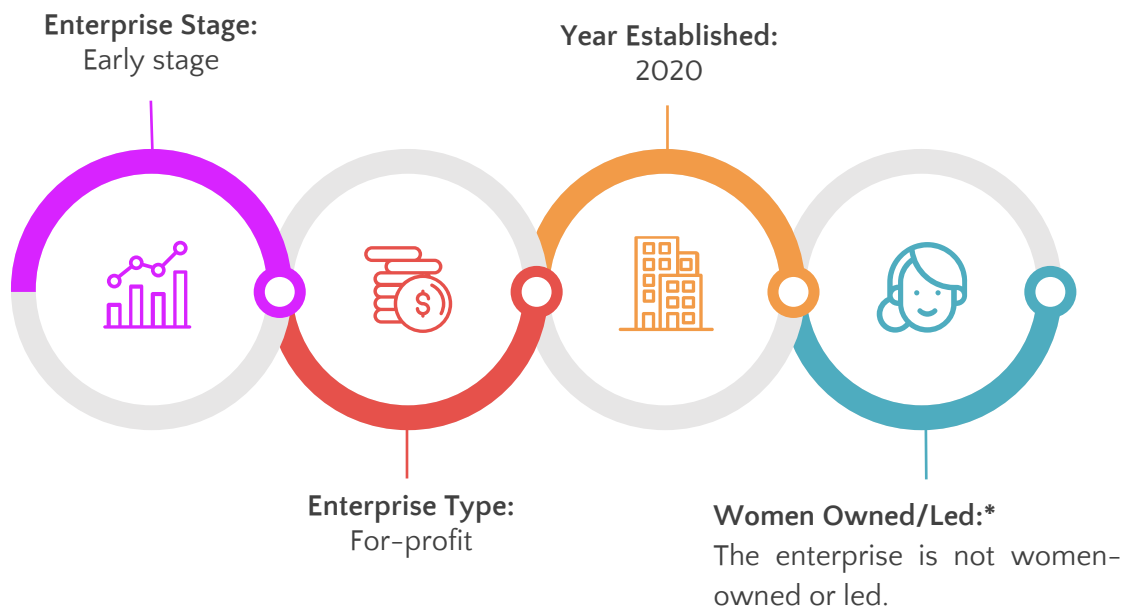 Enterprise Stage:
Early stage
Year Established:
2020
$
Enterprise Type:
For-profit
Women Owned/Led:*
The enterprise is not women-
owned or led.